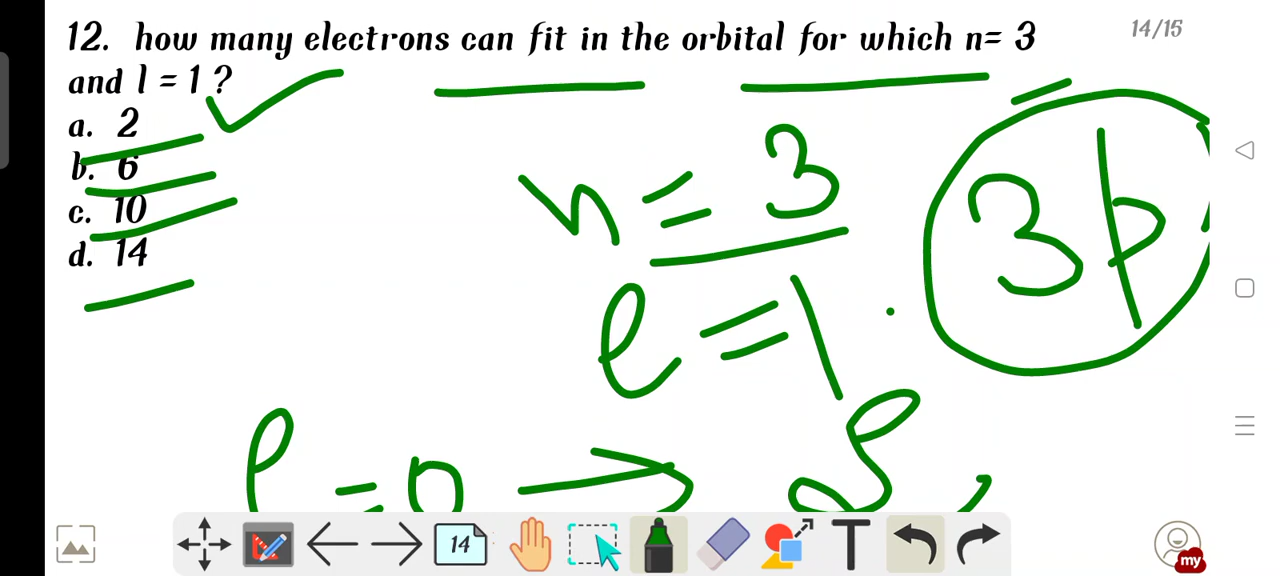 12. how many electrons can fit in the orbital for which n= 3
and l = 1 ?
a. 2
b. 6
c. 10
d. 14
14/15
n = 3
l = 1
3p
l = 0 → S,
14
T
my